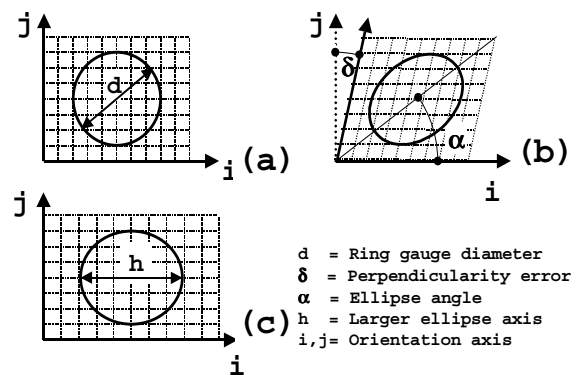 j
d
i
(a)
j
δ
α
i
(b)
j
h
i
(c)
d = Ring gauge diameter
δ = Perpendicularity error
α = Ellipse angle
h = Larger ellipse axis
i,j= Orientation axis